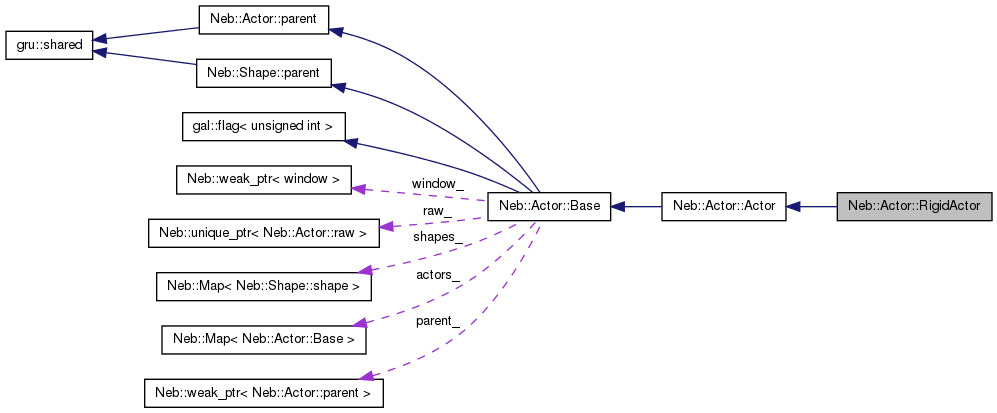 Neb::Actor::parent
gru::shared
Neb::Shape::parent
gal::flag< unsigned int >
Neb::weak_ptr< window >
window_
raw_
Neb::Actor::Base
Neb::Actor::Actor
Neb::Actor::RigidActor
Neb::unique_ptr< Neb::Actor::raw >
shapes_
Neb::Map< Neb::Shape::shape >
actors_
Neb::Map< Neb::Actor::Base >
parent_
Neb::weak_ptr< Neb::Actor::parent >